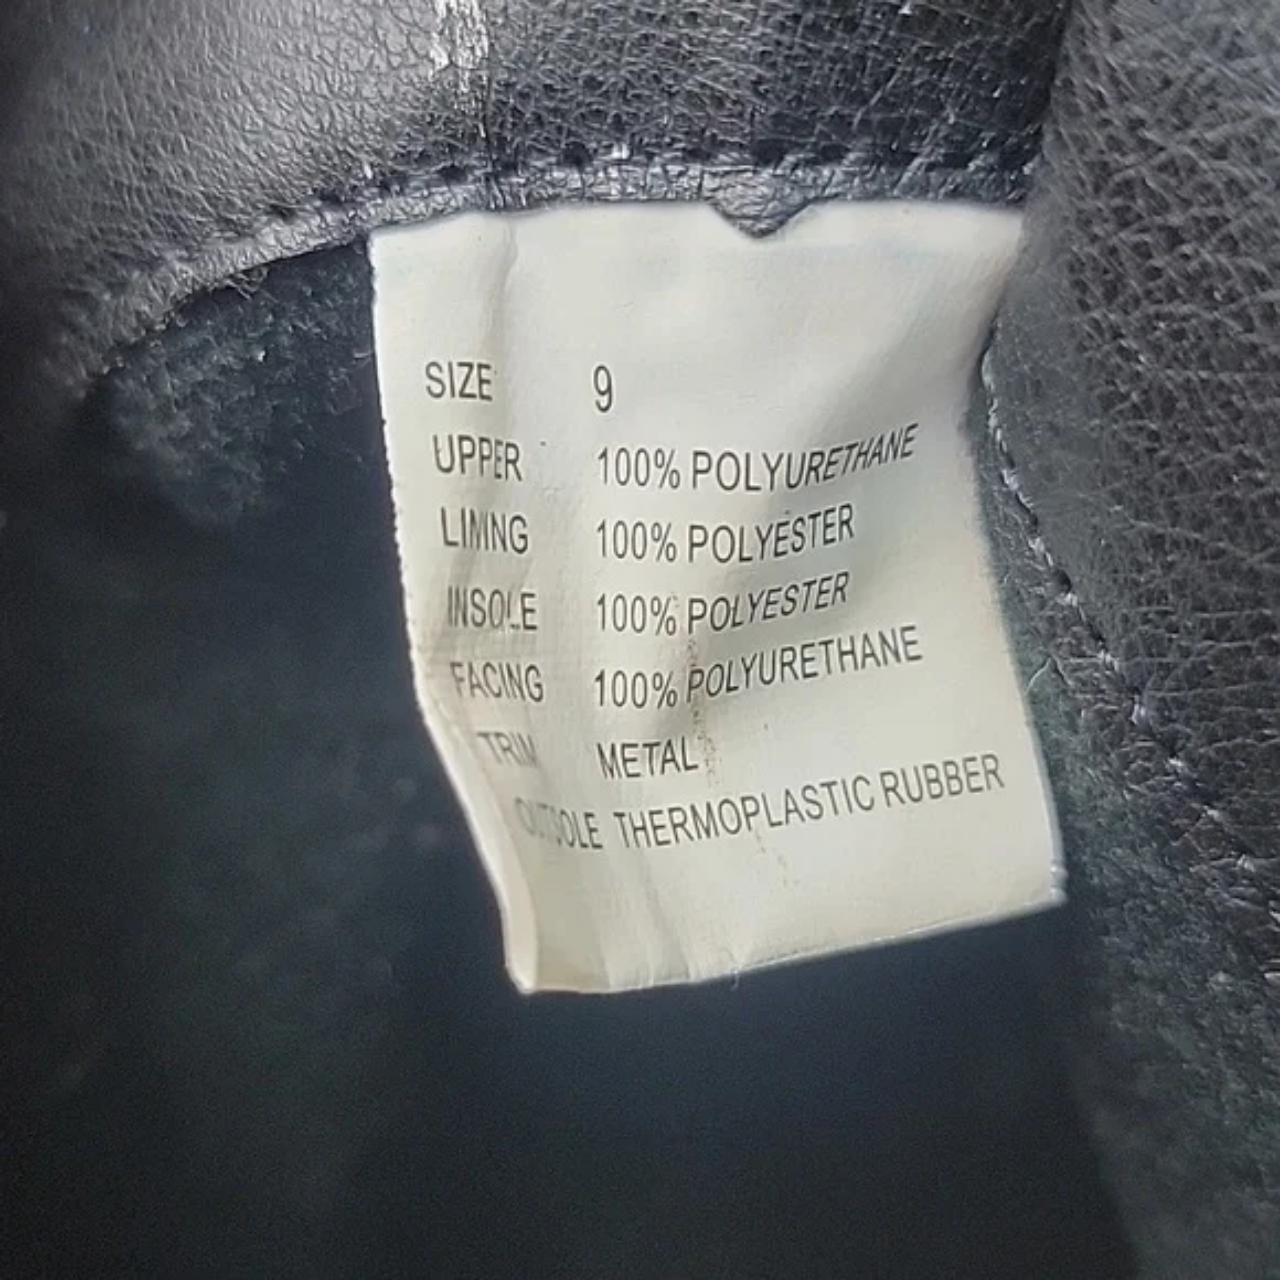 SIZE 9
UPPER 100% POLYURETHANE
LINING 100% POLYESTER
INSOLE 100% POLYESTER
FACING 100% POLYURETHANE
TRIM METAL
OUTSOLE THERMOPLASTIC RUBBER